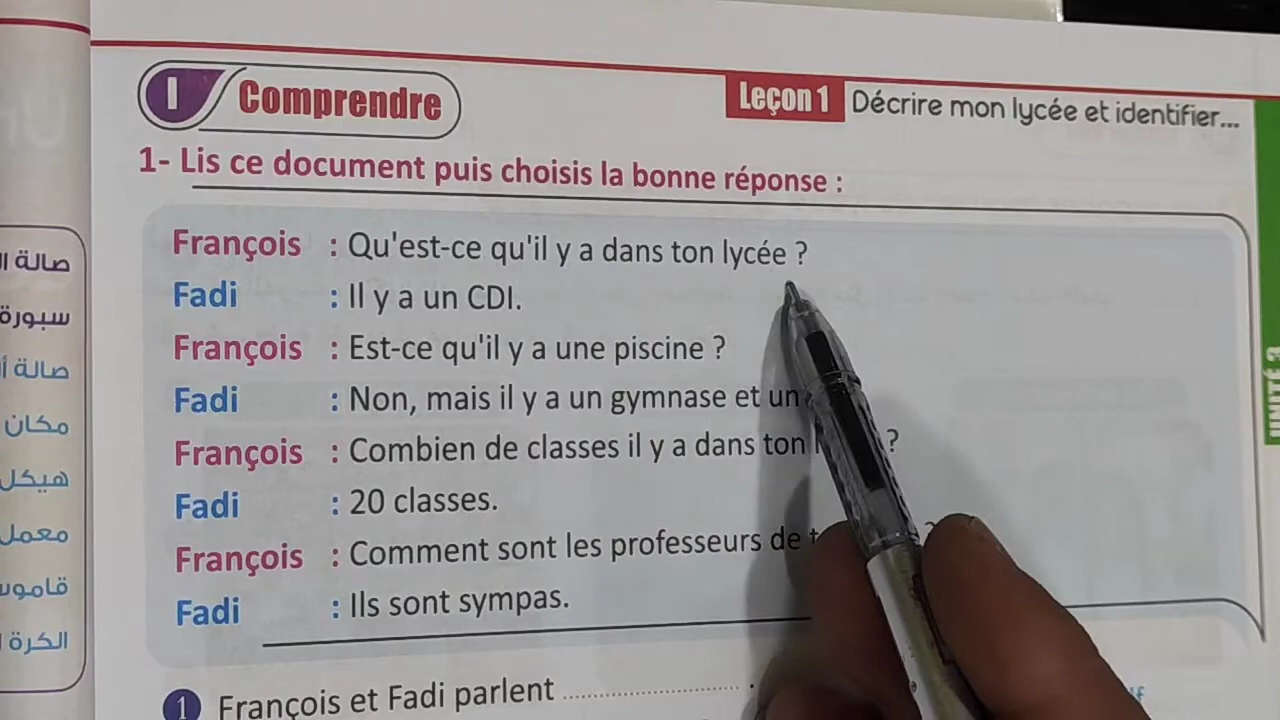 I Comprendre
Leçon 1 Décrire mon lycée et identifier...
1- Lis ce document puis choisis la bonne réponse :
François : Qu'est-ce qu'il y a dans ton lycée ?
Fadi : Il y a un CDI.
François : Est-ce qu'il y a une piscine ?
Fadi : Non, mais il y a un gymnase et un
François : Combien de classes il y a dans ton ?
Fadi : 20 classes.
François : Comment sont les professeurs de ?
Fadi : Ils sont sympas.
1 François et Fadi parlent .
صالة
سبورة
صالة
مكان
هيكل
معمل
قاموس
الكرة
UNITÉ 3